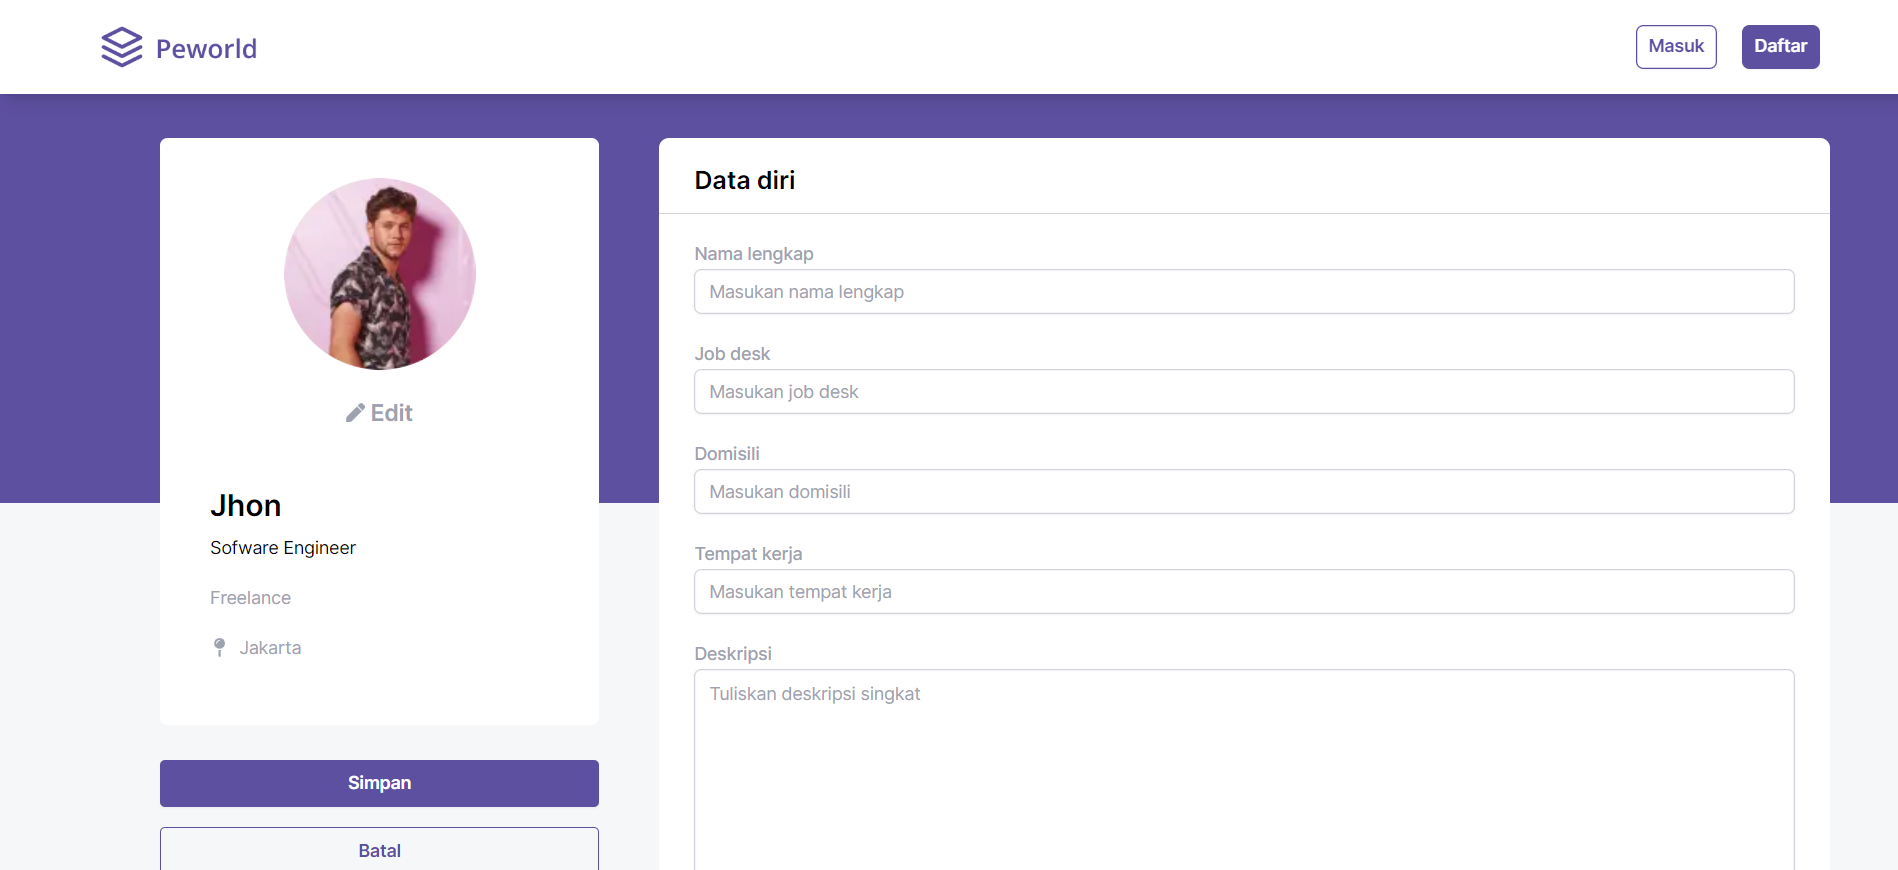 Peworld
Masuk
Daftar
Edit
Jhon
Sofware Engineer
Freelance
Jakarta
Simpan
Batal
Data diri
Nama lengkap
Masukan nama lengkap
Job desk
Masukan job desk
Domisili
Masukan domisili
Tempat kerja
Masukan tempat kerja
Deskripsi
Tuliskan deskripsi singkat